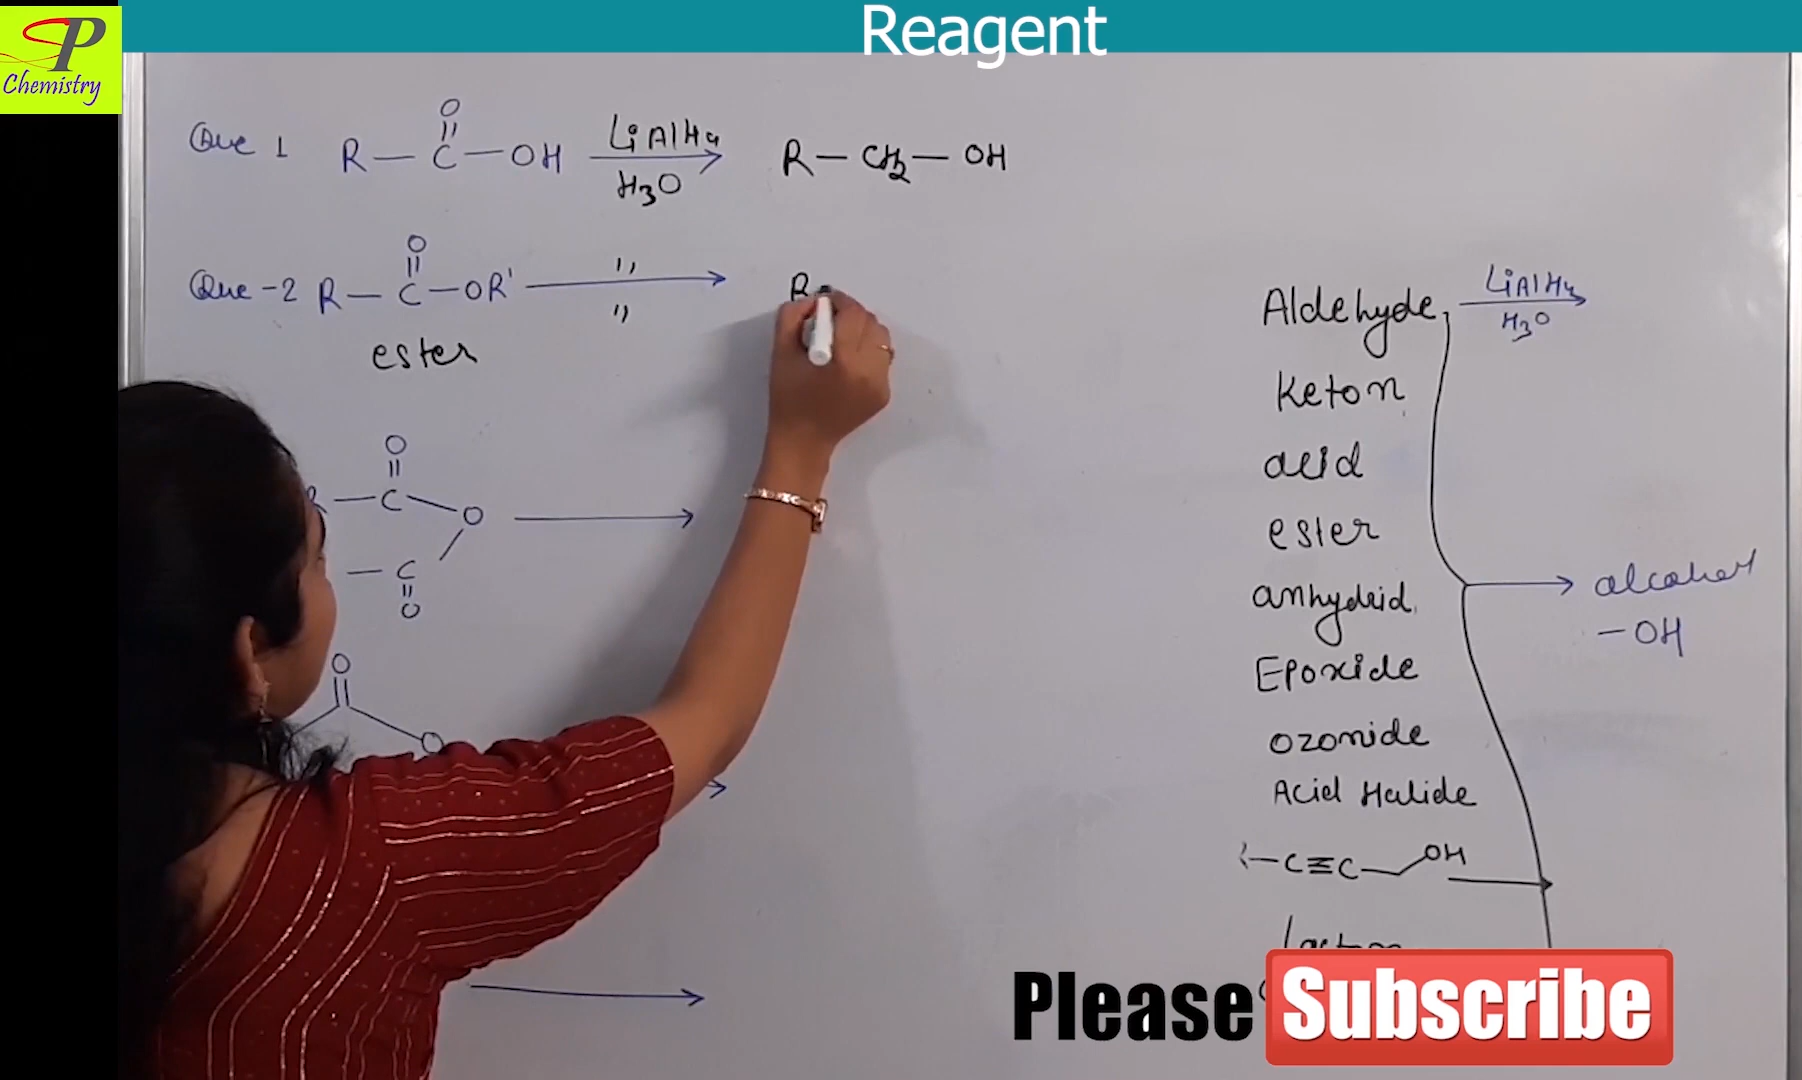 Reagent
SP
Chemistry
Que 1 R — C — OH LiAlH4 R — CH2 — OH
O
H3O
Que -2 R — C — OR' " R
O
"
ester
O
R — C — O
— C
O
O
O
Aldehyde, LiAlH4
H3O
Keton
acid
ester
anhydrid,
Epoxide
ozonide
Acid Halide
—C≡C— OH
alcohol
—OH
Please Subscribe